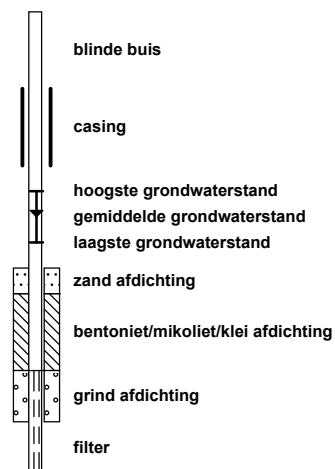 blinde buis
casing
hoogste grondwaterstand
gemiddelde grondwaterstand
laagste grondwaterstand
zand afdichting
bentoniet/mikoliet/klei afdichting
grind afdichting
filter